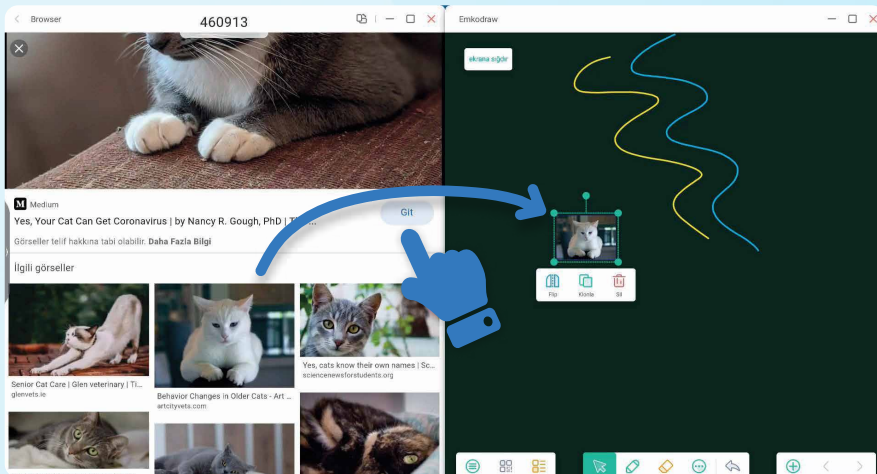 Browser
460913
Emkodraw
ekrana sığdır
M Medium
Yes, Your Cat Can Get Coronavirus | by Nancy R. Gough, PhD |
Git
Görseller telif hakkına tabi olabilir. Daha Fazla Bilgi
İlgili görseller
Flip
Klonla
Sil
Senior Cat Care | Glen veterinary | Ti...
glenvets.ie
Behavior Changes in Older Cats - Art ...
artcityvets.com
Yes, cats know their own names | Sc...
sciencenewsforstudents.org